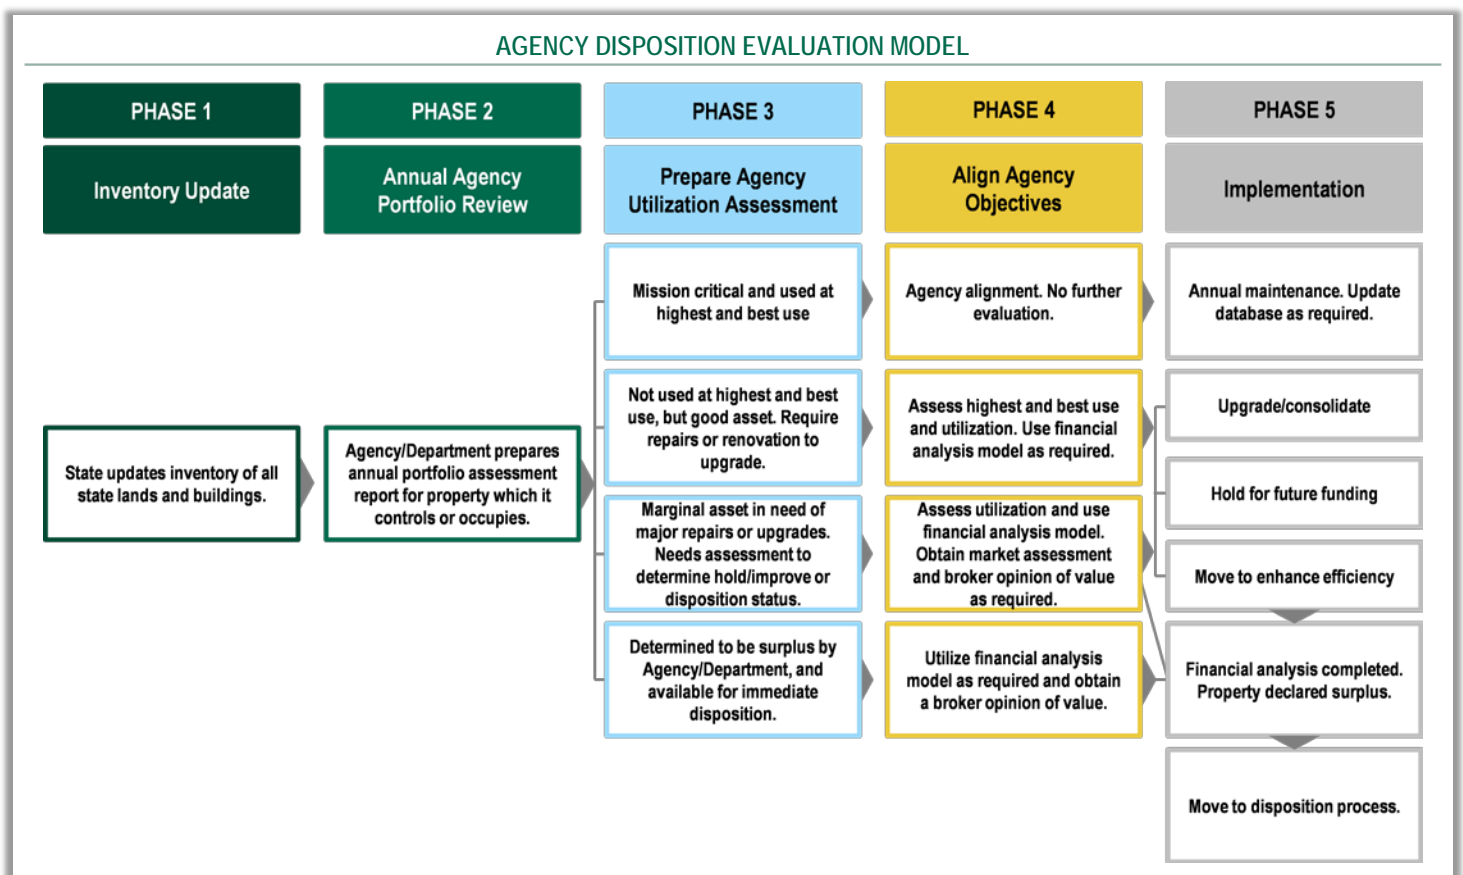 AGENCY DISPOSITION EVALUATION MODEL
PHASE 1
Inventory Update
State updates inventory of all
state lands and buildings.
PHASE 2
Annual Agency
Portfolio Review
Agency/Department prepares
annual portfolio assessment
report for property which it
controls or occupies.
PHASE 3
Prepare Agency
Utilization Assessment
Mission critical and used at
highest and best use
Not used at highest and best
use, but good asset. Require
repairs or renovation to
upgrade.
Marginal asset in need of
major repairs or upgrades.
Needs assessment to
determine hold/improve or
disposition status.
Determined to be surplus by
Agency/Department, and
available for immediate
disposition.
PHASE 4
Align Agency
Objectives
Agency alignment. No further
evaluation.
Assess highest and best use
and utilization. Use financial
analysis model as required.
Assess utilization and use
financial analysis model.
Obtain market assessment
and broker opinion of value
as required.
Utilize financial analysis
model as required and obtain
a broker opinion of value.
PHASE 5
Implementation
Annual maintenance. Update
database as required.
Upgrade/consolidate
Hold for future funding
Move to enhance efficiency
Financial analysis completed.
Property declared surplus.
Move to disposition process.